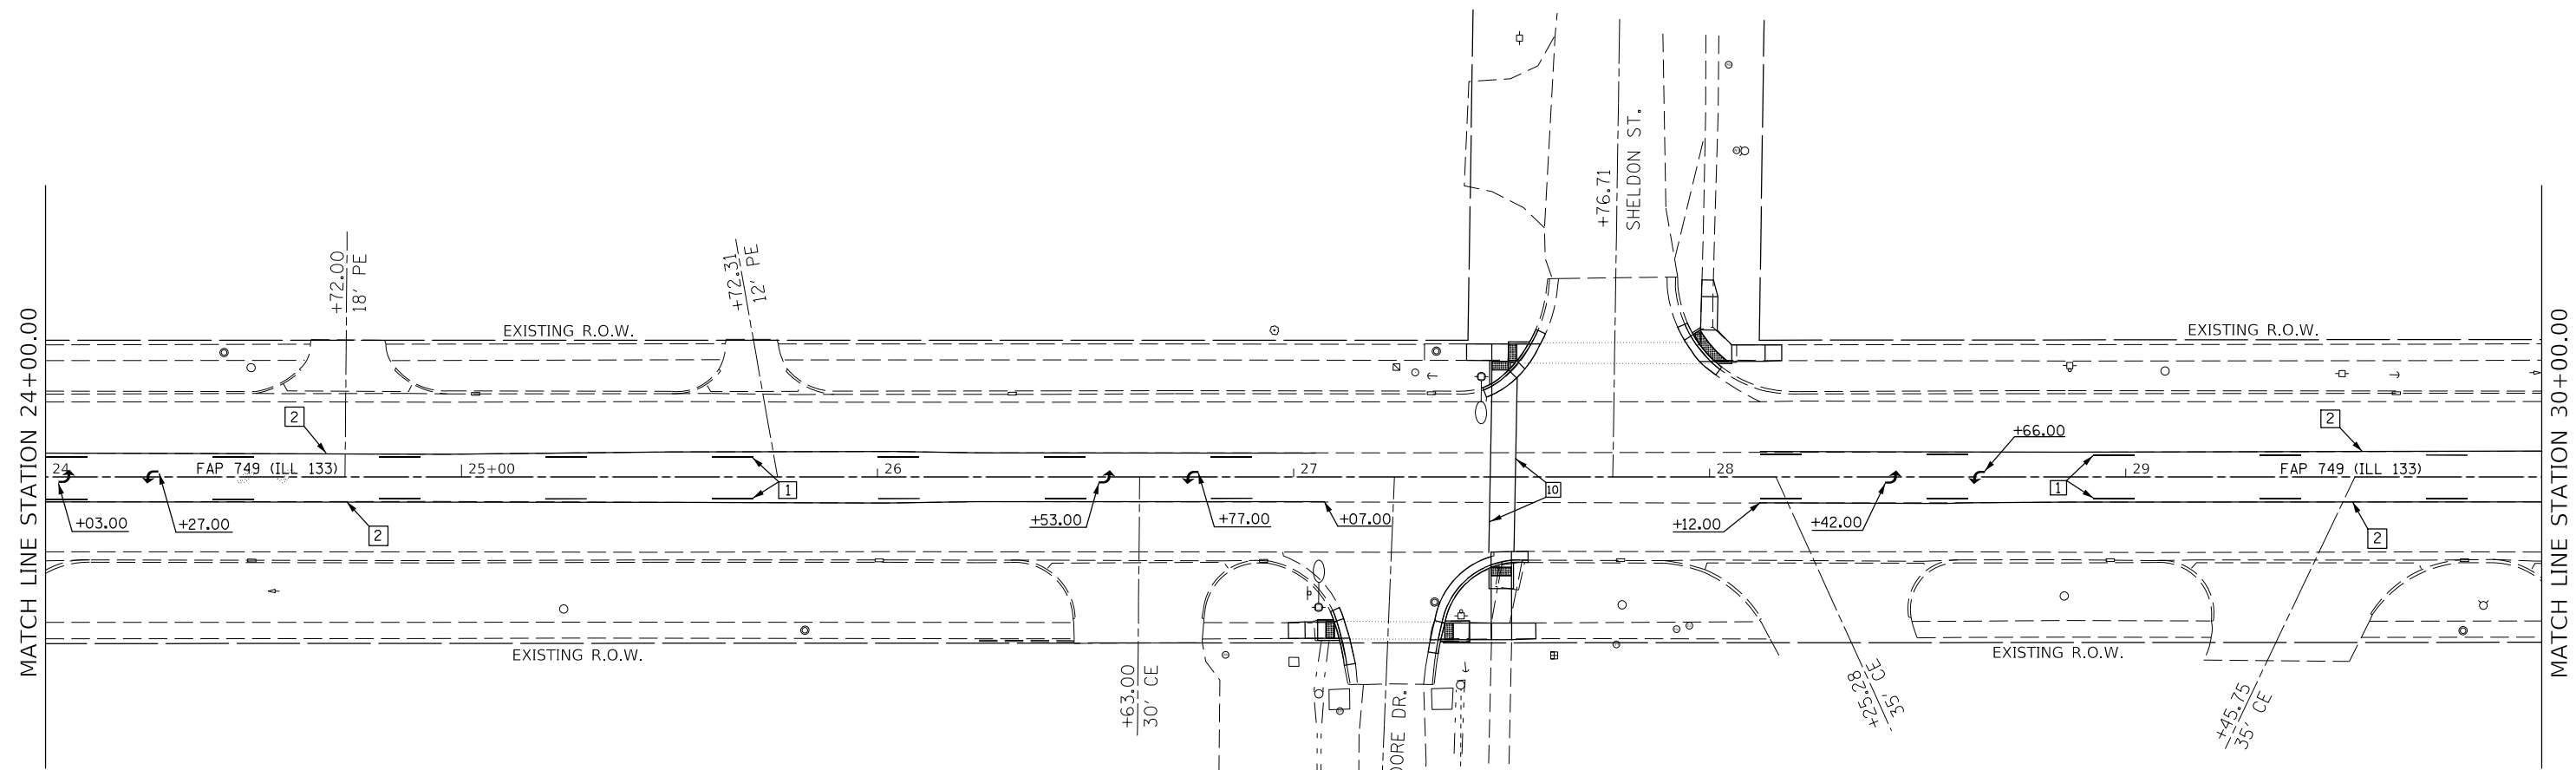 MATCH LINE STATION 24+00.00
+72.00
18' PE
+72.31
12' PE
EXISTING R.O.W.
+76.71
SHELDON ST.
EXISTING R.O.W.
MATCH LINE STATION 30+00.00
2
2
+66.00
24
FAP 749 (ILL 133)
25+00
26
27
28
29
FAP 749 (ILL 133)
1
10
1
+03.00
+27.00
2
+53.00
+77.00
+07.00
+12.00
+42.00
2
EXISTING R.O.W.
EXISTING R.O.W.
+63.00
30' CE
DR.
+25.28
35' CE
+45.75
35' CE